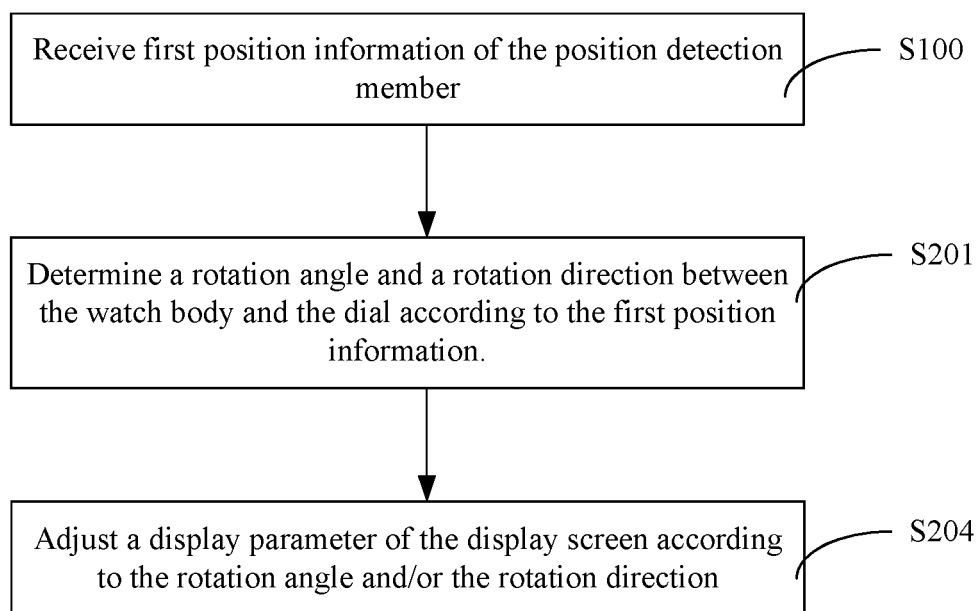 Receive first position information of the position detection
member
S100
Determine a rotation angle and a rotation direction between
the watch body and the dial according to the first position
information.
S201
Adjust a display parameter of the display screen according
to the rotation angle and/or the rotation direction
S204